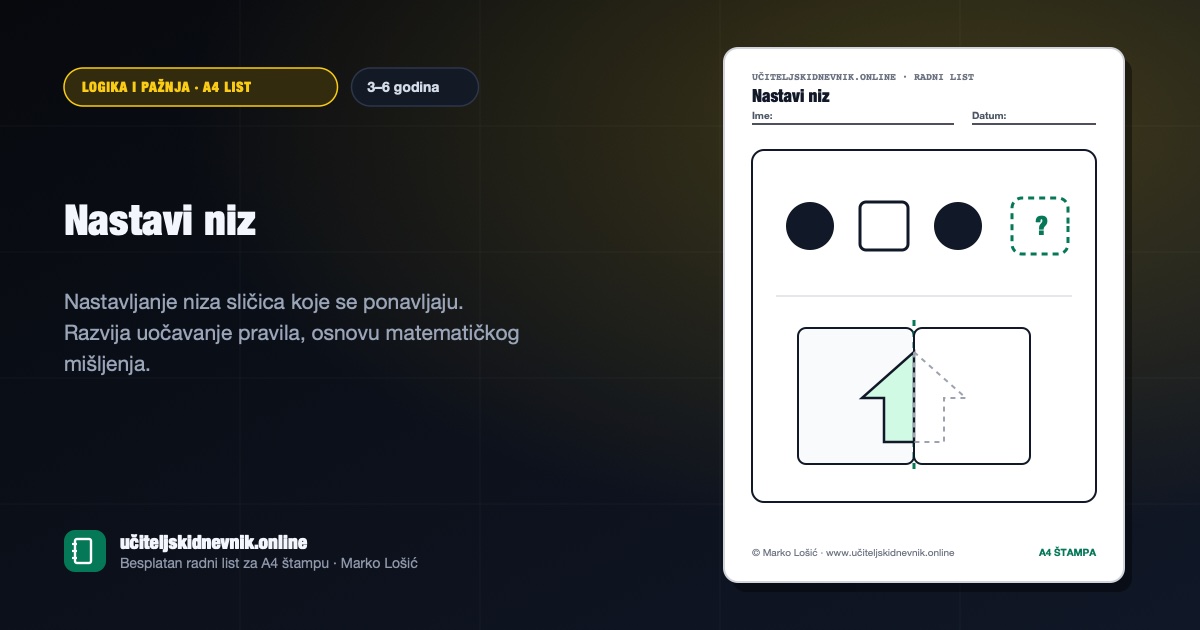 LOGIKA I PAŽNJA · A4 LIST
3–6 godina
Nastavi niz
Nastavljanje niza sličica koje se ponavljaju.
Razvija uočavanje pravila, osnovu matematičkog
mišljenja.
učiteljskidnevnik.online
Besplatan radni list za A4 štampu · Marko Lošić
UČITELJSKIDNEVNIK.ONLINE · RADNI LIST
Nastavi niz
Ime:
Datum:
?
© Marko Lošić · www.učiteljskidnevnik.online
A4 ŠTAMPA